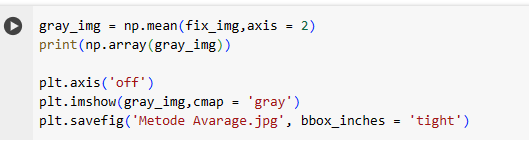 gray_img = np.mean(fix_img,axis = 2)
print(np.array(gray_img))
plt.axis('off')
plt.imshow(gray_img,cmap = 'gray')
plt.savefig('Metode Avarage.jpg', bbox_inches = 'tight')